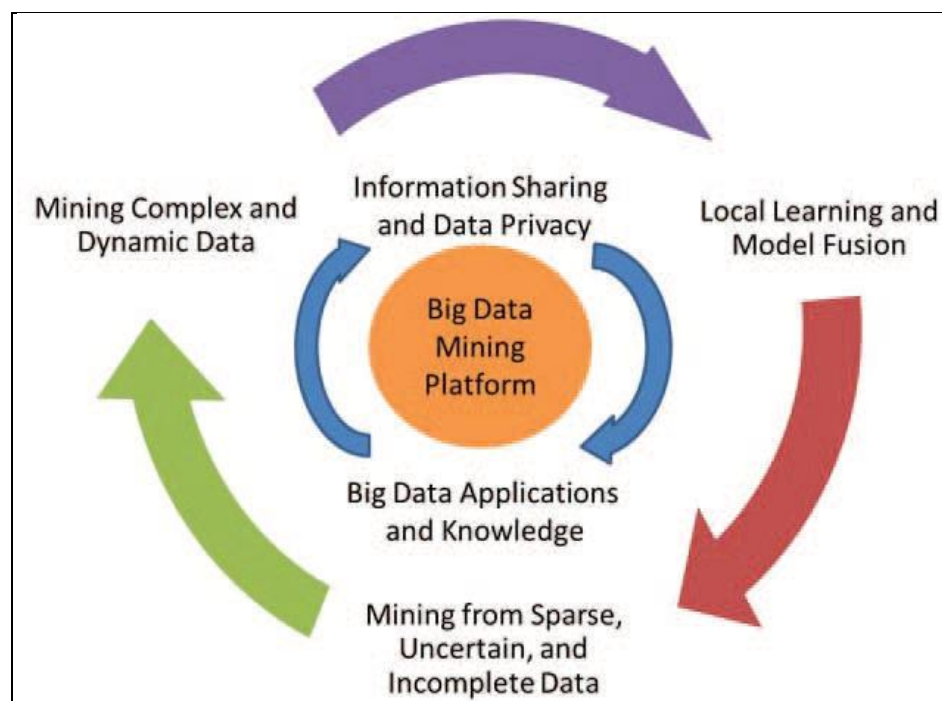 Information Sharing
and Data Privacy
Mining Complex and
Dynamic Data
Local Learning and
Model Fusion
Big Data
Mining
Platform
Big Data Applications
and Knowledge
Mining from Sparse,
Uncertain, and
Incomplete Data